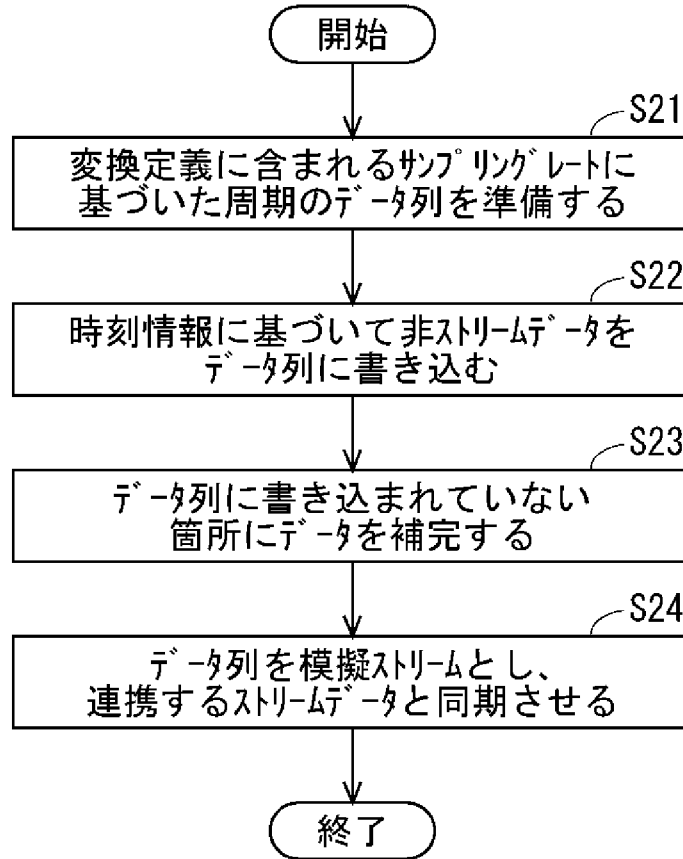 開始
S21
変換定義に含まれるｻﾝﾌﾟﾘﾝｸﾞﾚｰﾄに
基づいた周期のﾃﾞｰﾀ列を準備する
S22
時刻情報に基づいて非ｽﾄﾘｰﾑﾃﾞｰﾀを
ﾃﾞｰﾀ列に書き込む
S23
ﾃﾞｰﾀ列に書き込まれていない
箇所にﾃﾞｰﾀを補完する
S24
ﾃﾞｰﾀ列を模擬ｽﾄﾘｰﾑとし、
連携するｽﾄﾘｰﾑﾃﾞｰﾀと同期させる
終了